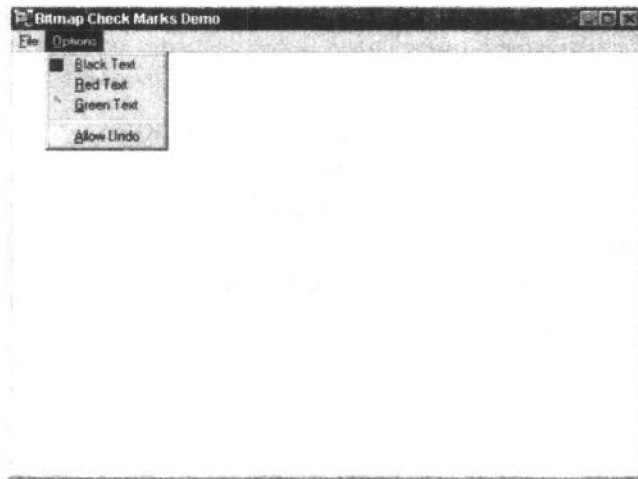 Bitmap Check Marks Demo
File Options
Black Text
Red Text
Green Text
Allow Undo